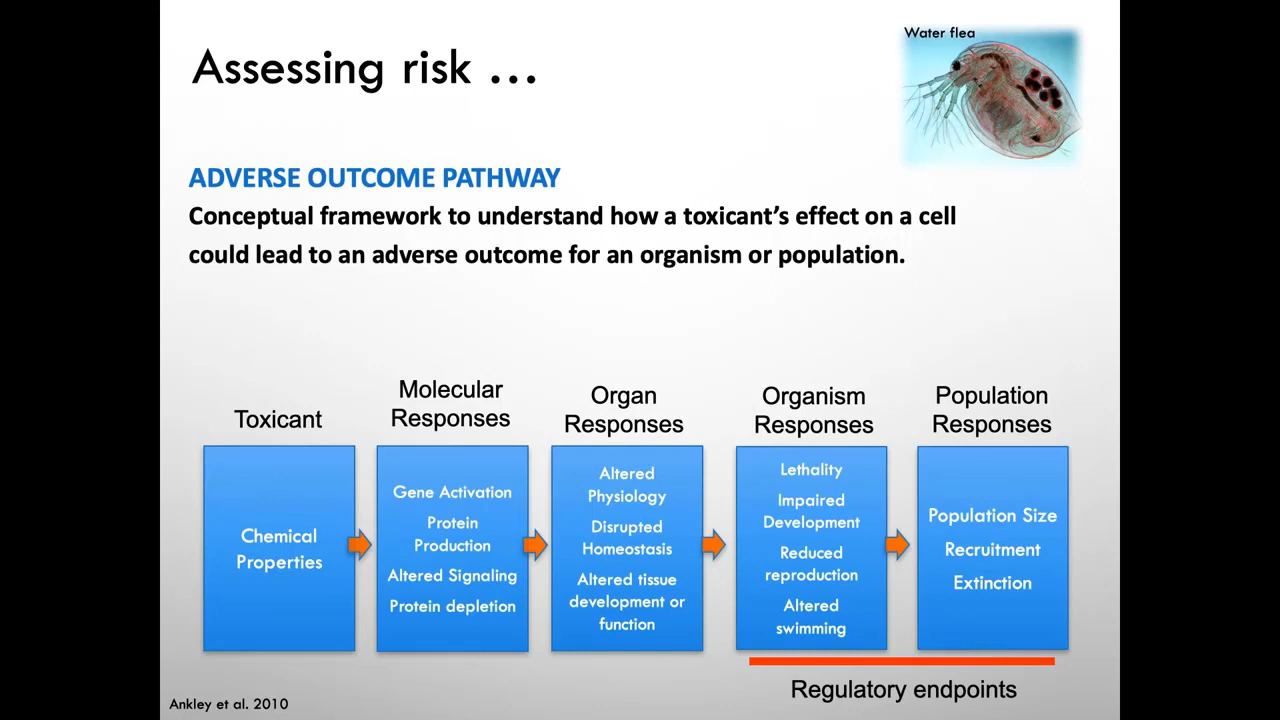 Water flea
Assessing risk ...
ADVERSE OUTCOME PATHWAY
Conceptual framework to understand how a toxicant's effect on a cell
could lead to an adverse outcome for an organism or population.
Toxicant
Chemical
Properties
Molecular
Responses
Gene Activation
Protein
Production
Altered Signaling
Protein depletion
Organ
Responses
Altered
Physiology
Disrupted
Homeostasis
Altered tissue
development or
function
Organism
Responses
Lethality
Impaired
Development
Reduced
reproduction
Altered
swimming
Population
Responses
Population Size
Recruitment
Extinction
Regulatory endpoints
Ankley et al. 2010